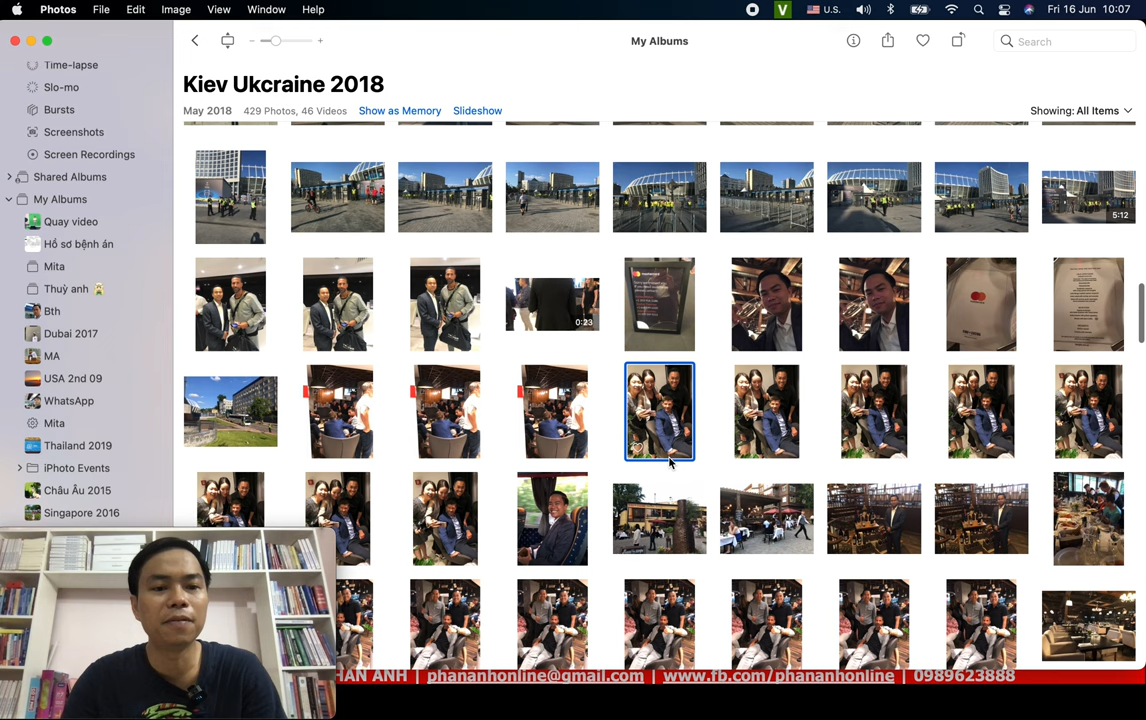 Photos File Edit Image View Window Help V U.S. Fri 16 Jun 10:07
My Albums
Search
Time-lapse
Slo-mo
Bursts
Screenshots
Screen Recordings
Shared Albums
My Albums
Quay video
Hồ sơ bệnh án
Mita
Thuỳ anh
Bth
Dubai 2017
MA
USA 2nd 09
WhatsApp
Mita
Thailand 2019
iPhoto Events
Châu Âu 2015
Singapore 2016
Kiev Ukcraine 2018
May 2018 429 Photos, 46 Videos Show as Memory Slideshow
Showing: All Items
5:12
0:23
HAN ANH | phananhonline@gmail.com | www.fb.com/phananhonline | 0989623888